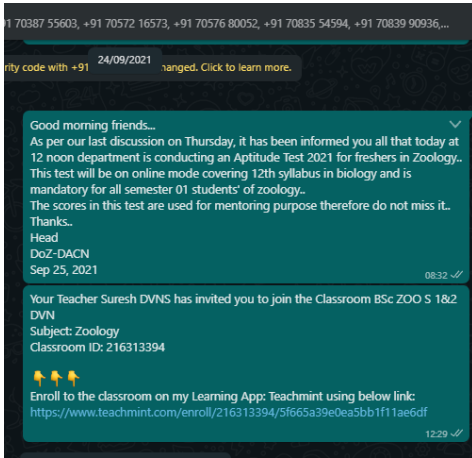 91 70387 55603, +91 70572 16573, +91 70576 80052, +91 70835 54594, +91 70839 90936,...
24/09/2021
rity code with +91 hanged. Click to learn more.
Good morning friends...
As per our last discussion on Thursday, it has been informed you all that today at
12 noon department is conducting an Aptitude Test 2021 for freshers in Zoology..
This test will be on online mode covering 12th syllabus in biology and is
mandatory for all semester 01 students' of zoology..
The scores in this test are used for mentoring purpose therefore do not miss it..
Thanks..
Head
DoZ-DACN
Sep 25, 2021
08:32
Your Teacher Suresh DVNS has invited you to join the Classroom BSc ZOO S 1&2
DVN
Subject: Zoology
Classroom ID: 216313394
👇👇👇
Enroll to the classroom on my Learning App: Teachmint using below link:
https://www.teachmint.com/enroll/216313394/5f665a39e0ea5bb1f11ae6df
12:29